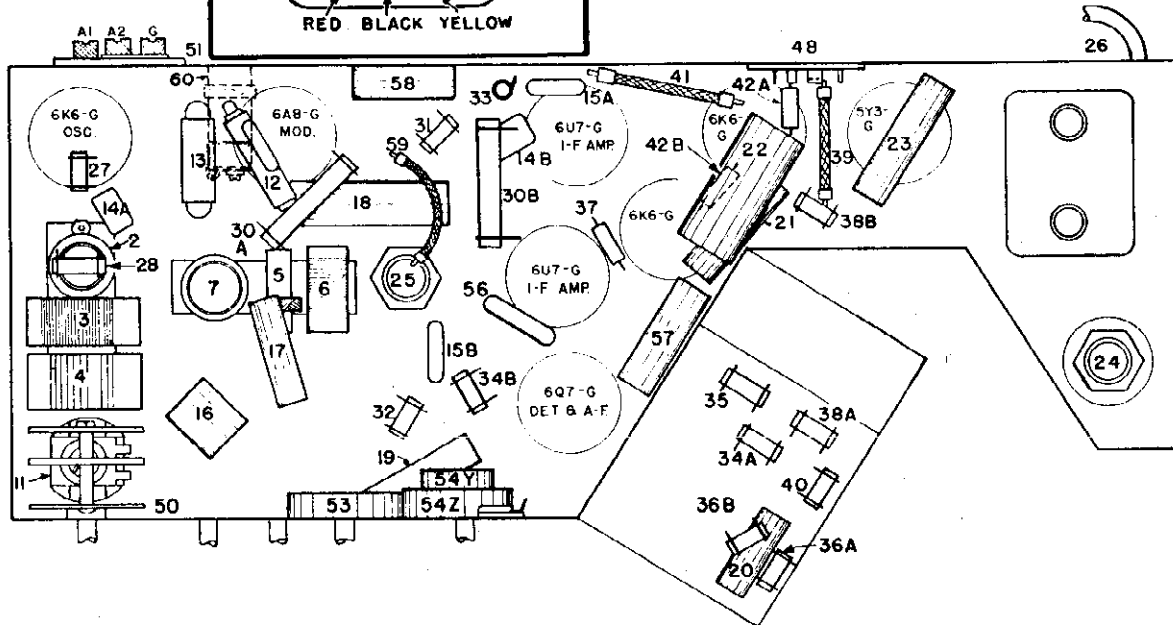 RED BLACK YELLOW
A1 A2 G
51
48
26
60
58
33
15A
41
42A
6K6-G
OSC.
6A8-G
MOD.
6U7-G
I-F AMP.
6K6-G
5Y3-
G
27
13
12
31
59
14B
30B
42B
22
39
23
14A
18
37
6K6-G
21
38B
2
28
30
A
7
5
6
25
6U7-G
I-F AMP.
56
3
17
57
4
15B
34B
6Q7-G
DET & A-F.
24
16
32
35
38A
34A
19
54Y
40
11
50
53
54Z
36B
36A
20